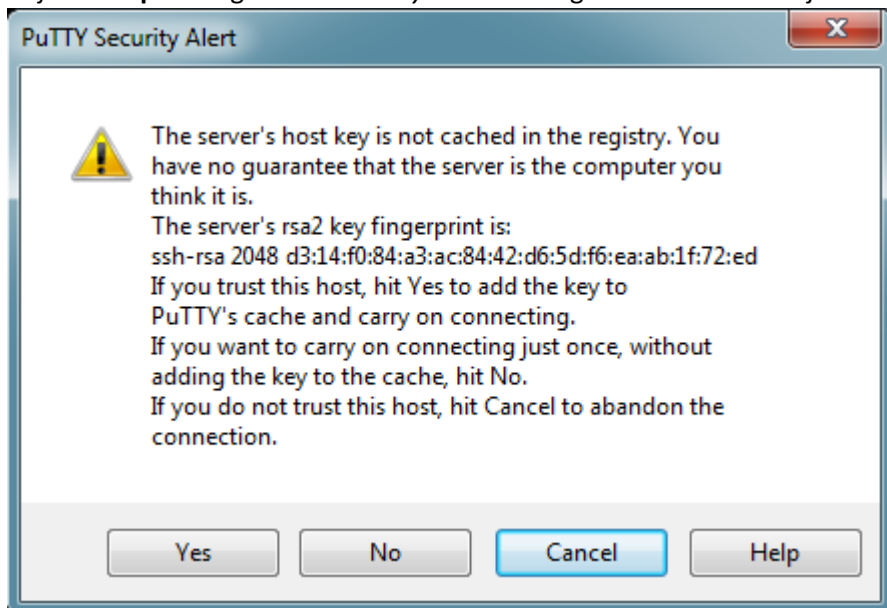 PuTTY Security Alert
The server's host key is not cached in the registry. You
have no guarantee that the server is the computer you
think it is.
The server's rsa2 key fingerprint is:
ssh-rsa 2048 d3:14:f0:84:a3:ac:84:42:d6:5d:f6:ea:ab:1f:72:ed
If you trust this host, hit Yes to add the key to
PuTTY's cache and carry on connecting.
If you want to carry on connecting just once, without
adding the key to the cache, hit No.
If you do not trust this host, hit Cancel to abandon the
connection.
Yes No Cancel Help